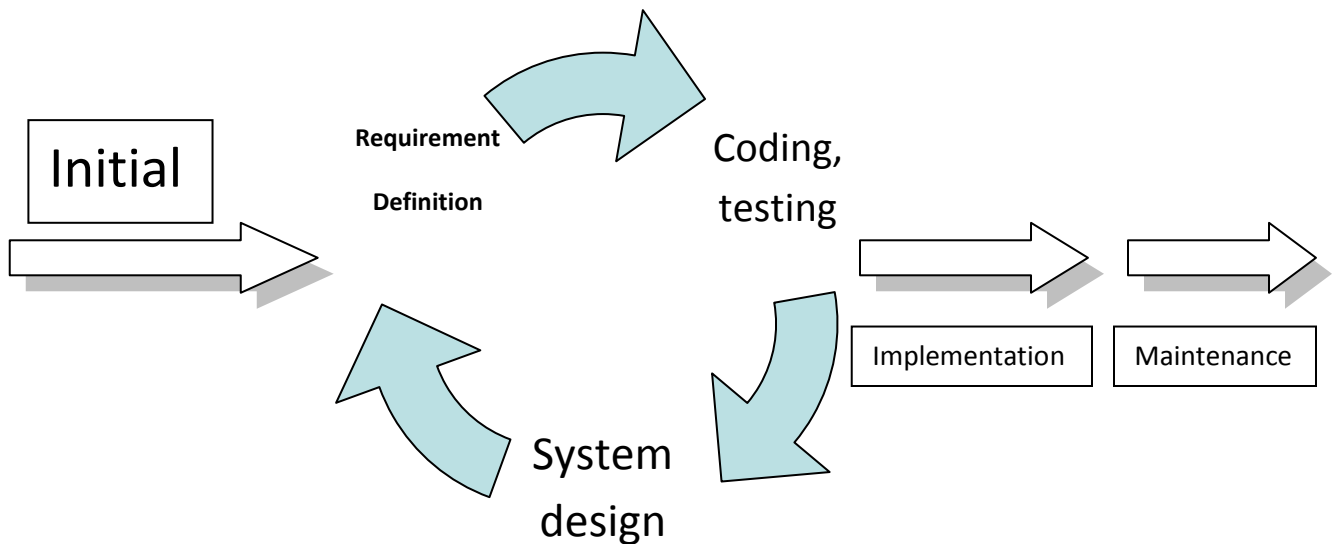 Initial
Requirement
Definition
Coding,
testing
Implementation
Maintenance
System
design